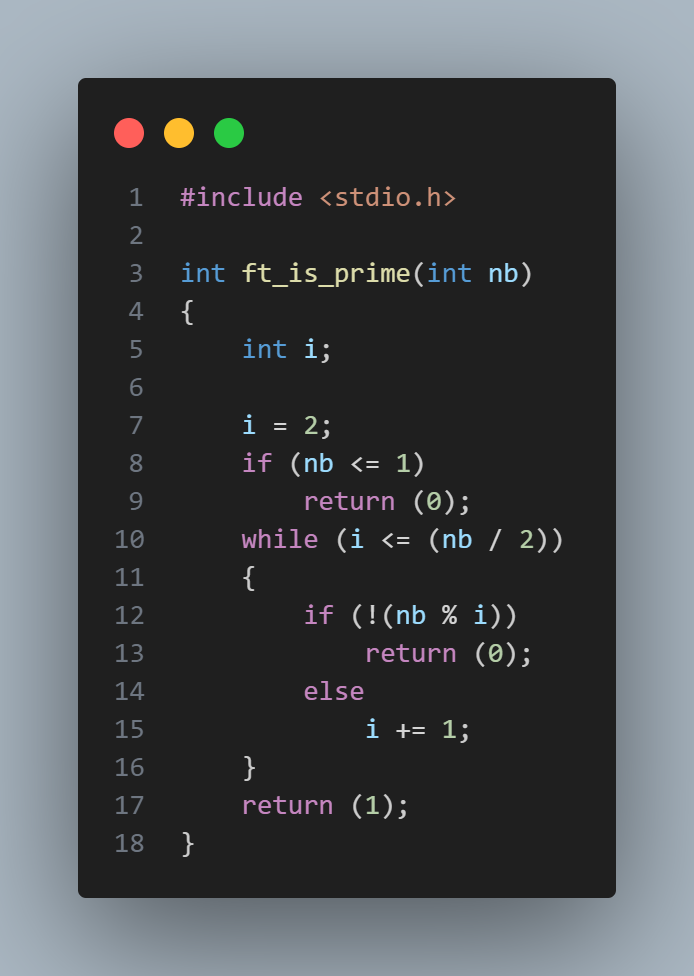 1 #include <stdio.h>
2
3 int ft_is_prime(int nb)
4 {
5     int i;
6
7     i = 2;
8     if (nb <= 1)
9         return (0);
10     while (i <= (nb / 2))
11     {
12         if (!(nb % i))
13             return (0);
14         else
15             i += 1;
16     }
17     return (1);
18 }